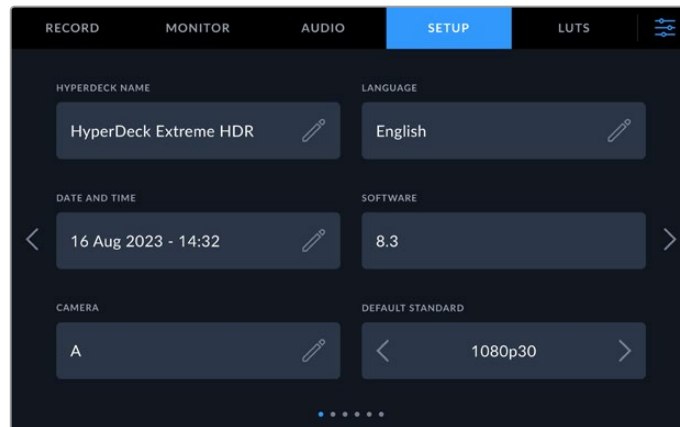 RECORD MONITOR AUDIO SETUP LUTS
HYPERDECK NAME LANGUAGE
HyperDeck Extreme HDR English
DATE AND TIME SOFTWARE
16 Aug 2023 - 14:32 8.3
CAMERA DEFAULT STANDARD
A 1080p30